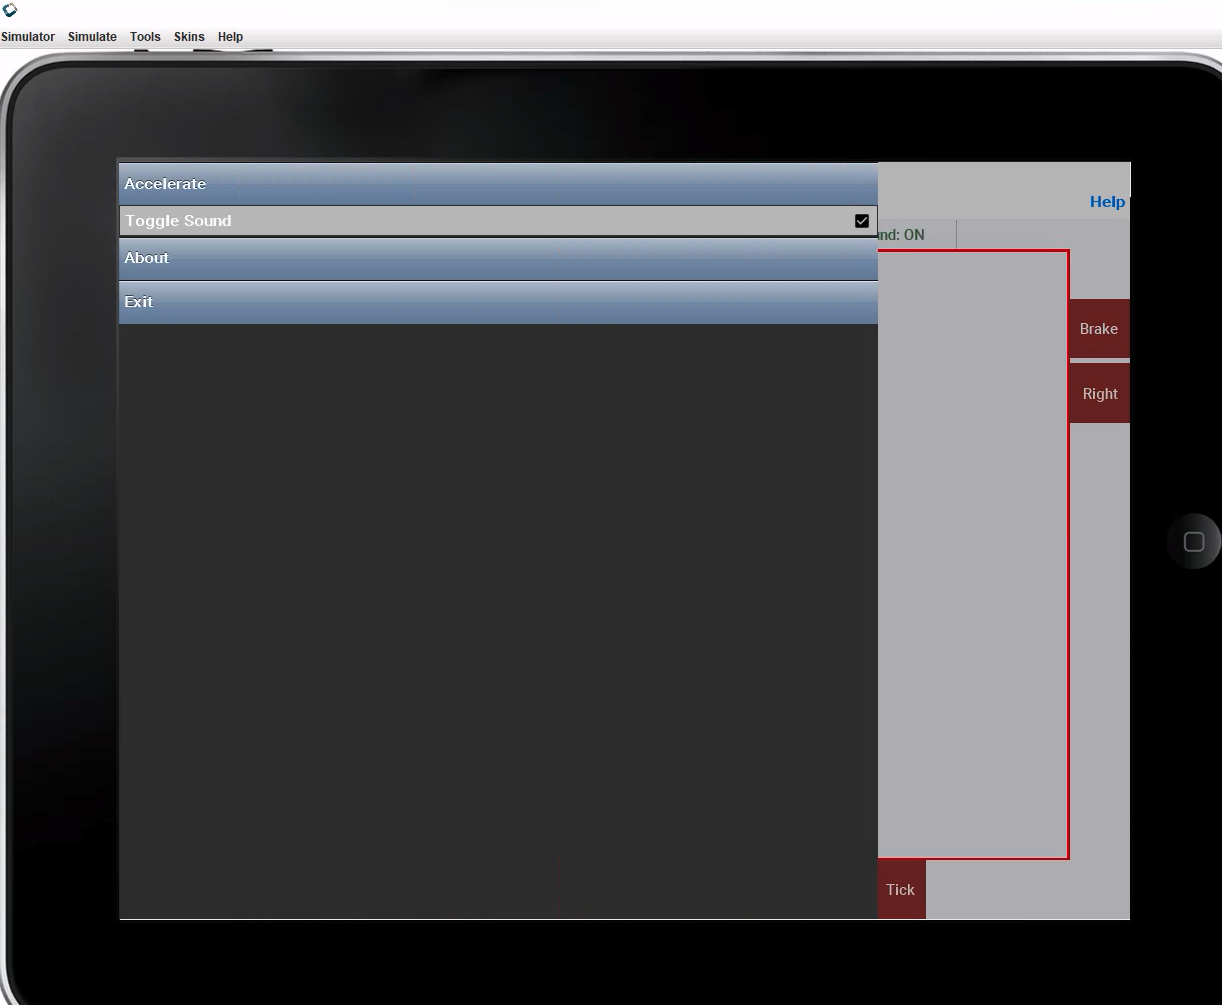 Simulator Simulate Tools Skins Help
Accelerate
Help
Toggle Sound
nd: ON
About
Exit
Brake
Right
Tick